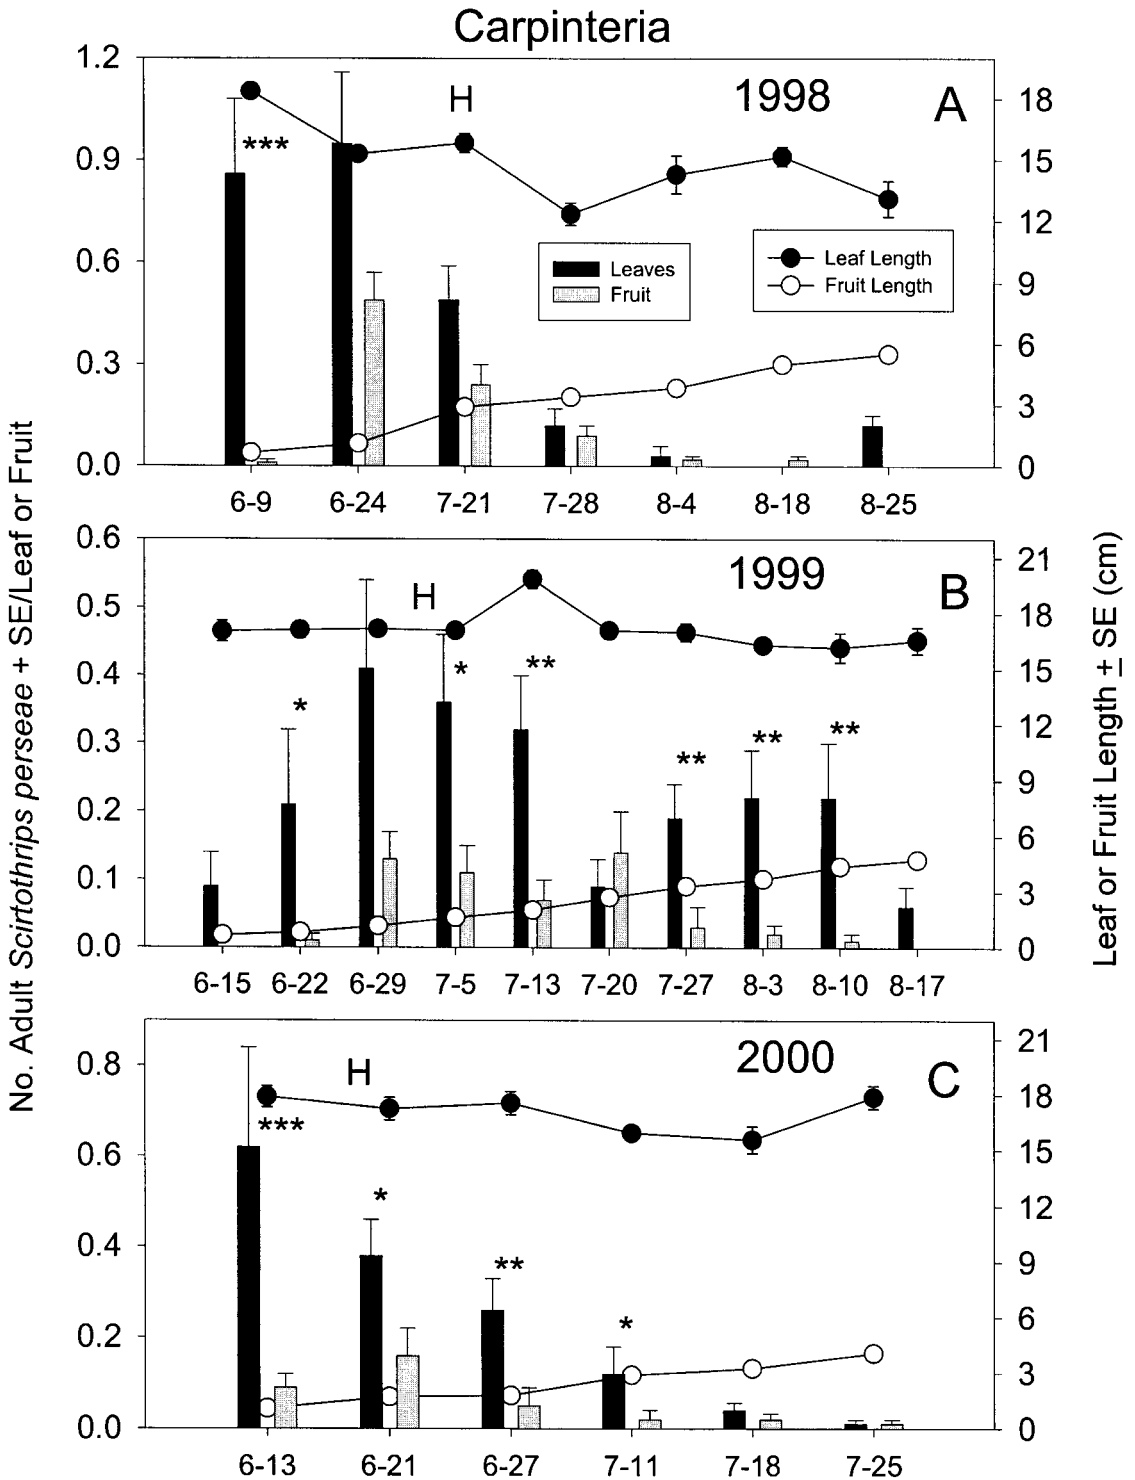 Carpinteria
No. Adult Scirtothrips perseae + SE/Leaf or Fruit
Leaf or Fruit Length ± SE (cm)
1998
A
H
***
1.2
0.9
0.6
0.3
0.0
18
15
12
9
6
3
0
Leaves
Fruit
Leaf Length
Fruit Length
6-9 6-24 7-21 7-28 8-4 8-18 8-25
1999
B
H
* * ** ** ** **
0.6
0.5
0.4
0.3
0.2
0.1
0.0
21
18
15
12
9
6
3
0
6-15 6-22 6-29 7-5 7-13 7-20 7-27 8-3 8-10 8-17
2000
C
H
*** * ** *
0.8
0.6
0.4
0.2
0.0
21
18
15
12
9
6
3
0
6-13 6-21 6-27 7-11 7-18 7-25